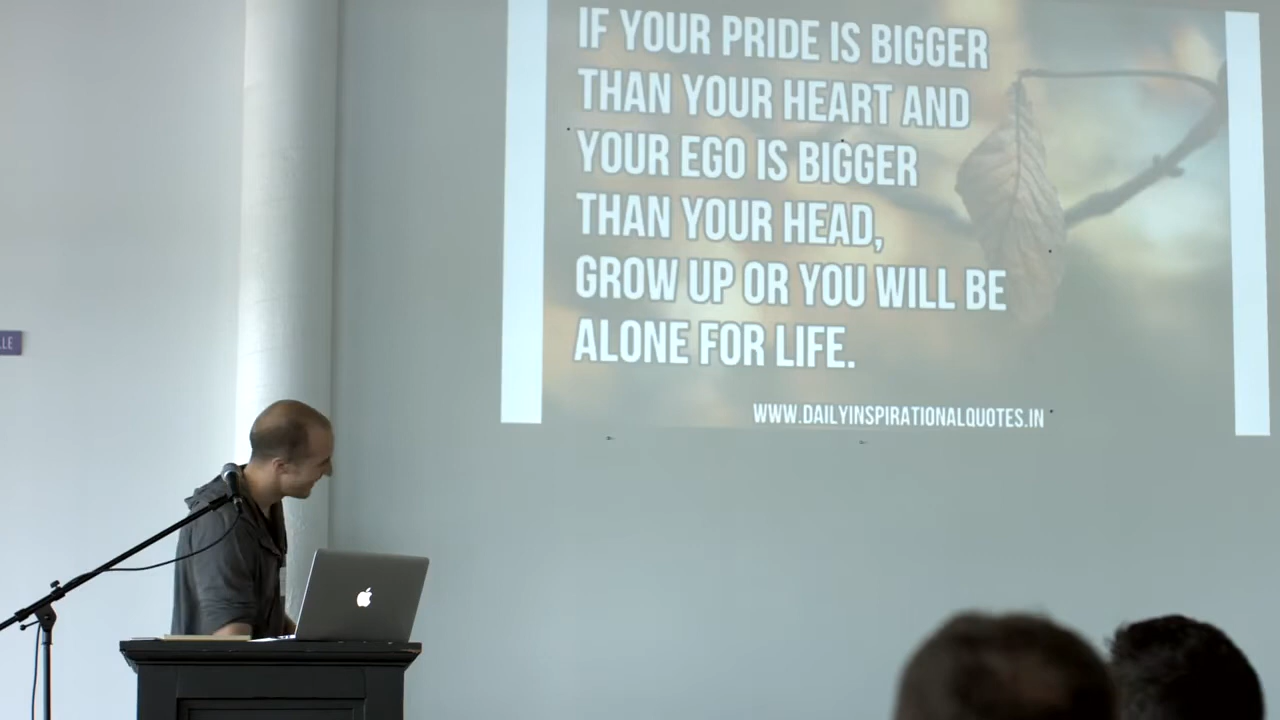 IF YOUR PRIDE IS BIGGER
THAN YOUR HEART AND
YOUR EGO IS BIGGER
THAN YOUR HEAD,
GROW UP OR YOU WILL BE
ALONE FOR LIFE.
WWW.DAILYINSPIRATIONALQUOTES.IN